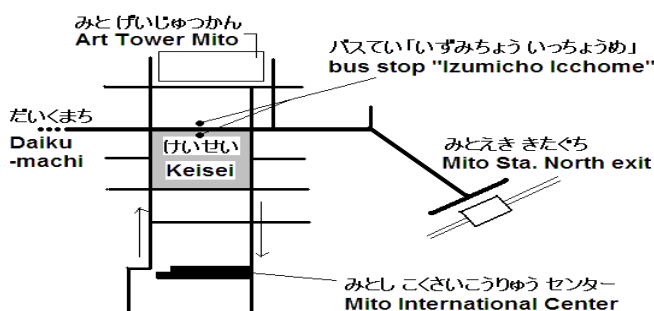 みと げいじゅつかん
Art Tower Mito
バスてい「いずみちょう いっちょうめ」
bus stop "Izumicho Icchome"
だいくまち
Daiku
-machi
けいせい
Keisei
みとえき きたぐち
Mito Sta. North exit
みとし こくさいこうりゅう センター
Mito International Center